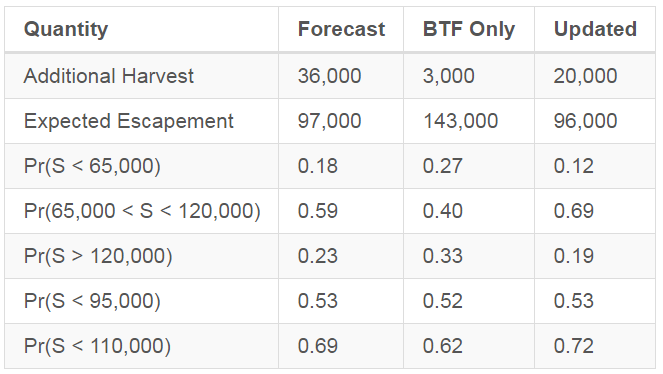 Quantity Forecast BTF Only Updated
Additional Harvest 36,000 3,000 20,000
Expected Escapement 97,000 143,000 96,000
Pr(S < 65,000) 0.18 0.27 0.12
Pr(65,000 < S < 120,000) 0.59 0.40 0.69
Pr(S > 120,000) 0.23 0.33 0.19
Pr(S < 95,000) 0.53 0.52 0.53
Pr(S < 110,000) 0.69 0.62 0.72